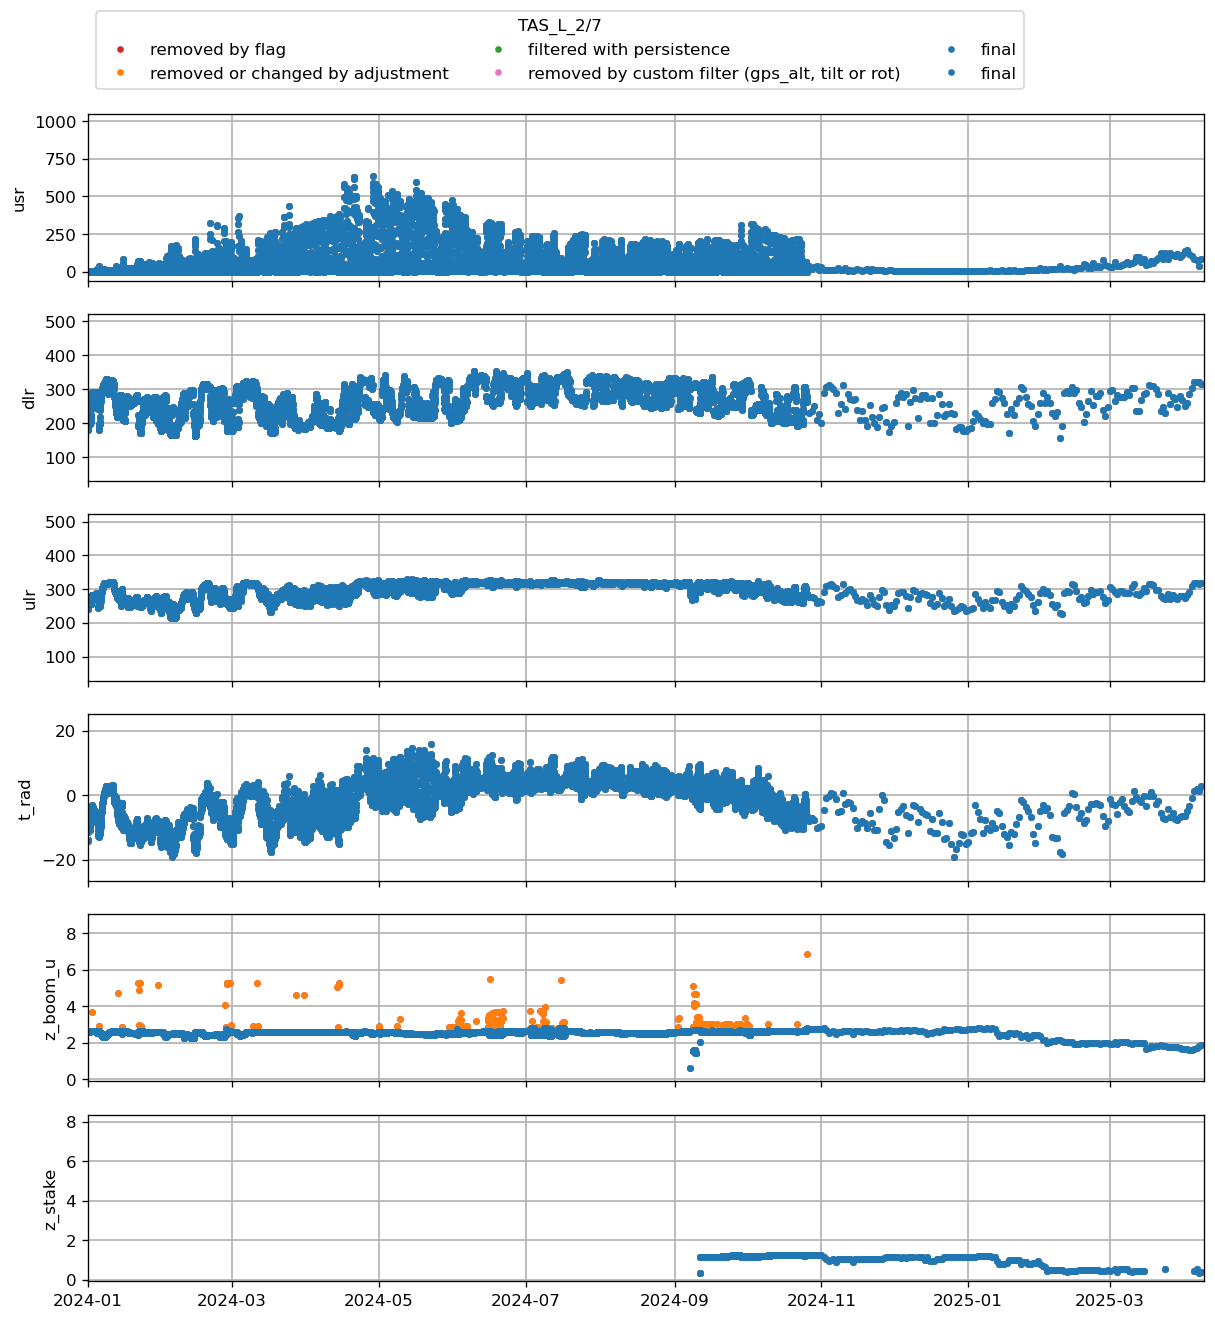 TAS_L_2/7
removed by flag
filtered with persistence
final
removed or changed by adjustment
removed by custom filter (gps_alt, tilt or rot)
final
usr
1000
750
500
250
0
dlr
500
400
300
200
100
ulr
500
400
300
200
100
t_rad
20
0
−20
z_boom_u
8
6
4
2
0
z_stake
8
6
4
2
0
2024-01
2024-03
2024-05
2024-07
2024-09
2024-11
2025-01
2025-03